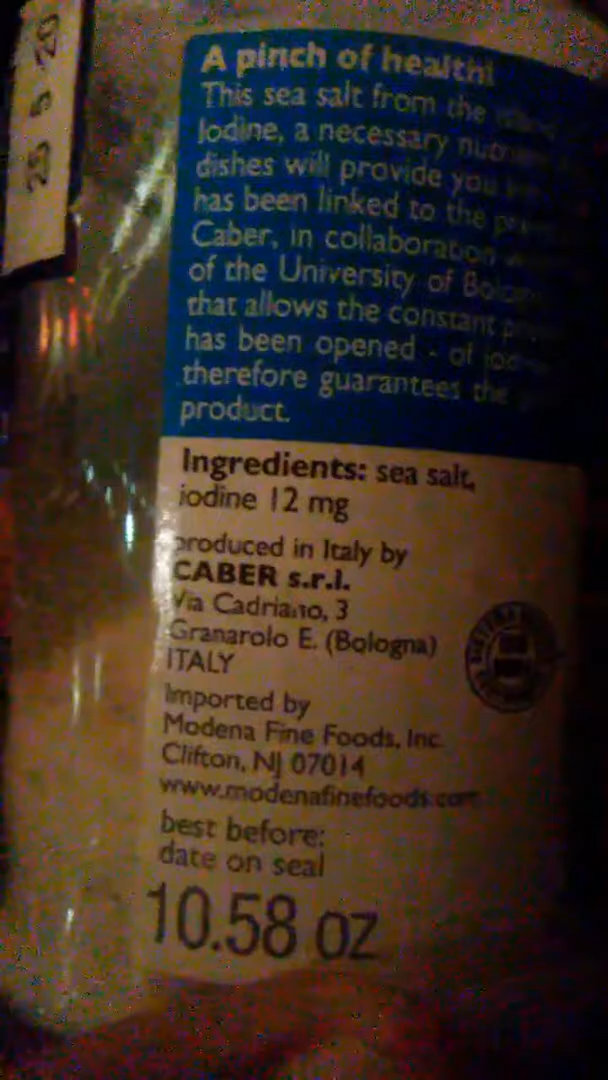 25 5 20
A pinch of health!
This sea salt from the
Iodine, a necessary
dishes will provide you
has been linked to the
Caber, in collaboration
of the University of
that allows the constant
has been opened - of
therefore guarantees the
product.
Ingredients: sea salt,
iodine 12 mg
produced in Italy by
CABER s.r.l.
Via Cadriano, 3
Granarolo E. (Bologna)
ITALY
Imported by
Modena Fine Foods, Inc.
Clifton, NJ 07014
www.modenafinefoods.com
best before:
date on seal
10.58 oz